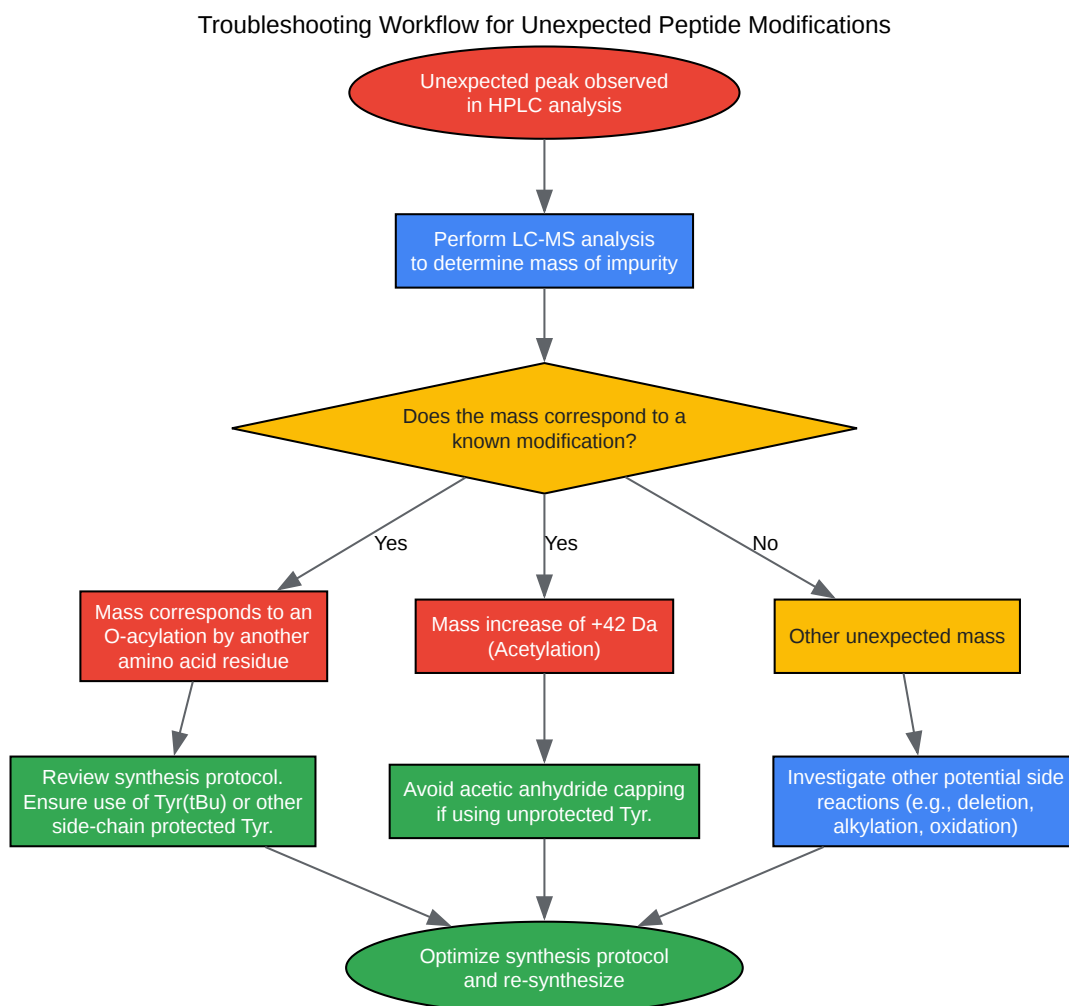 Troubleshooting Workflow for Unexpected Peptide Modifications
Unexpected peak observed
in HPLC analysis
Perform LC-MS analysis
to determine mass of impurity
Does the mass correspond to a
known modification?
Yes
Yes
No
Mass corresponds to an
O-acylation by another
amino acid residue
Mass increase of +42 Da
(Acetylation)
Other unexpected mass
Review synthesis protocol.
Ensure use of Tyr(tBu) or other
side-chain protected Tyr.
Avoid acetic anhydride capping
if using unprotected Tyr.
Investigate other potential side
reactions (e.g., deletion,
alkylation, oxidation)
Optimize synthesis protocol
and re-synthesize